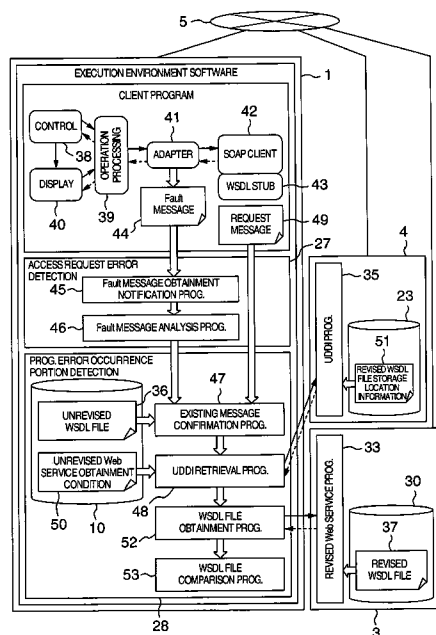 5
EXECUTION ENVIRONMENT SOFTWARE
1
CLIENT PROGRAM
CONTROL
38
DISPLAY
40
OPERATION
PROCESSING
39
41
ADAPTER
42
SOAP CLIENT
WSDL STUB
43
Fault
MESSAGE
44
REQUEST
MESSAGE
49
27
ACCESS REQUEST ERROR
DETECTION
45
Fault MESSAGE OBTAINMENT
NOTIFICATION PROG.
46
Fault MESSAGE ANALYSIS PROG.
PROG. ERROR OCCURRENCE
PORTION DETECTION
36
47
UNREVISED
WSDL FILE
EXISTING MESSAGE
CONFIRMATION PROG.
UNREVISED Web
SERVICE OBTAINMENT
CONDITION
50
10
UDDI RETRIEVAL PROG.
48
WSDL FILE
OBTAINMENT PROG.
52
WSDL FILE
COMPARISON PROG.
53
28
4
35
UDDI PROG.
23
51
REVISED WSDL
FILE STORAGE
LOCATION
INFORMATION
33
REVISED Web SERVICE PROG.
30
37
REVISED
WSDL FILE
3